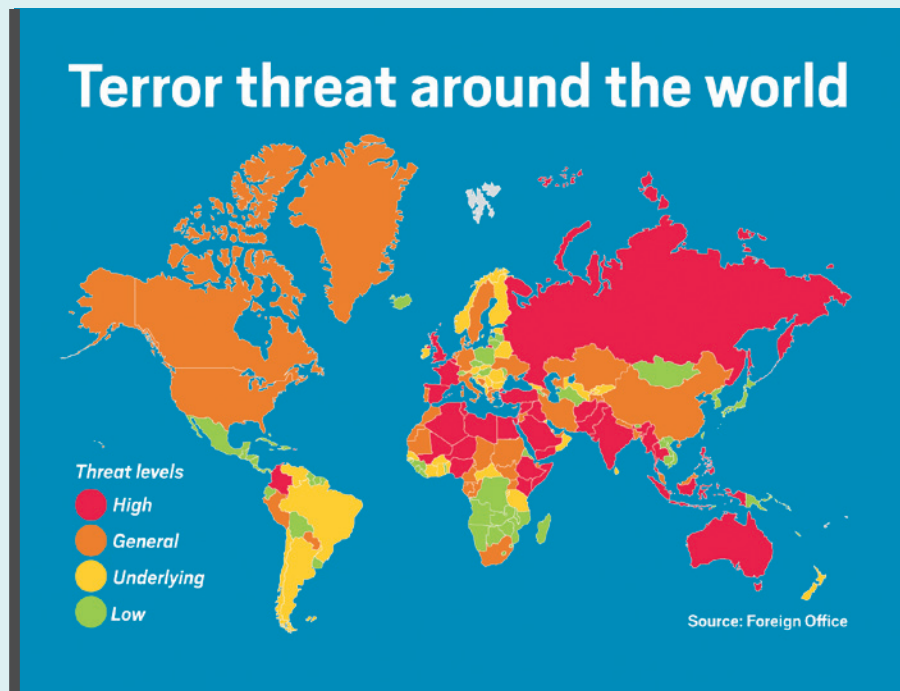 Terror threat around the world
Threat levels
High
General
Underlying
Low
Source: Foreign Office